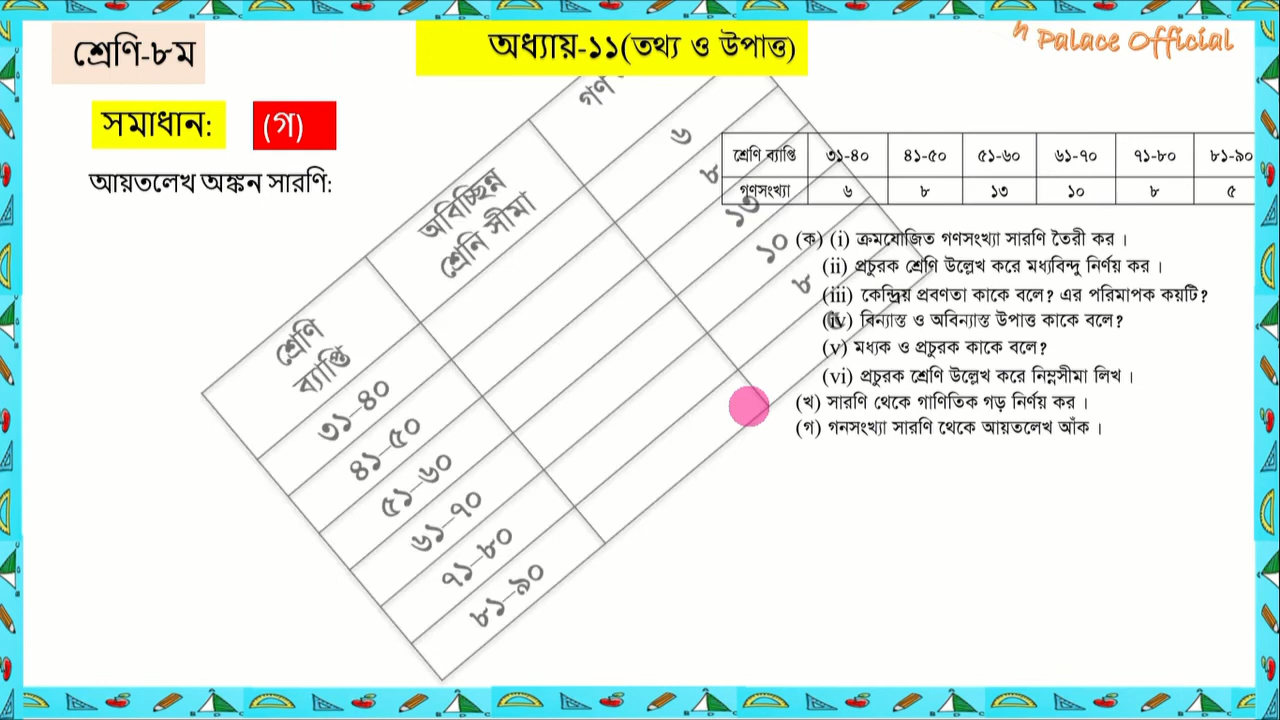 শ্রেণি-৮ম
অধ্যায়-১১(তথ্য ও উপাত্ত)
Palace Official
সমাধান: (গ)
আয়তলেখ অঙ্কন সারণি:
শ্রেণি ব্যাপ্তি ৩১-৪০ ৪১-৫০ ৫১-৬০ ৬১-৭০ ৭১-৮০ ৮১-৯০
গণসংখ্যা ৬ ৮ ১৩ ১০ ৮ ৫
(ক) (i) ক্রমযোজিত গণসংখ্যা সারণি তৈরী কর।
(ii) প্রচুরক শ্রেণি উল্লেখ করে মধ্যবিন্দু নির্ণয় কর।
(iii) কেন্দ্রিয় প্রবণতা কাকে বলে? এর পরিমাপক কয়টি?
(iv) বিন্যাস্ত ও অবিন্যাস্ত উপাত্ত কাকে বলে?
(v) মধ্যক ও প্রচুরক কাকে বলে?
(vi) প্রচুরক শ্রেণি উল্লেখ করে নিম্নসীমা লিখ।
(খ) সারণি থেকে গাণিতিক গড় নির্ণয় কর।
(গ) গনসংখ্যা সারণি থেকে আয়তলেখ আঁক।
শ্রেণি
ব্যাপ্তি
অবিচ্ছিন্ন
শ্রেনি সীমা
গণ
৩১–৪০ ৬
৪১–৫০ ৮
৫১–৬০ ১৩
৬১–৭০ ১০
৭১–৮০ ৮
৮১–৯০